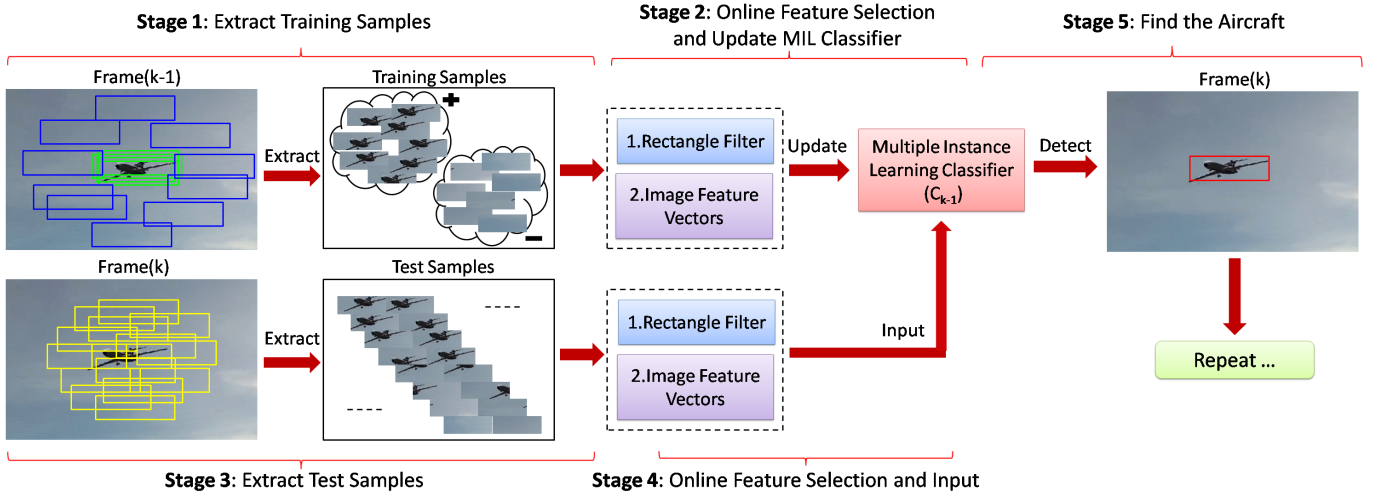 Stage 1: Extract Training Samples
Stage 2: Online Feature Selection
and Update MIL Classifier
Stage 5: Find the Aircraft
Frame(k-1)
Training Samples
Frame(k)
Extract
1.Rectangle Filter
2.Image Feature
Vectors
Update
Multiple Instance
Learning Classifier
(Ck-1)
Detect
Frame(k)
Test Samples
Extract
1.Rectangle Filter
2.Image Feature
Vectors
Input
Repeat ...
Stage 3: Extract Test Samples
Stage 4: Online Feature Selection and Input